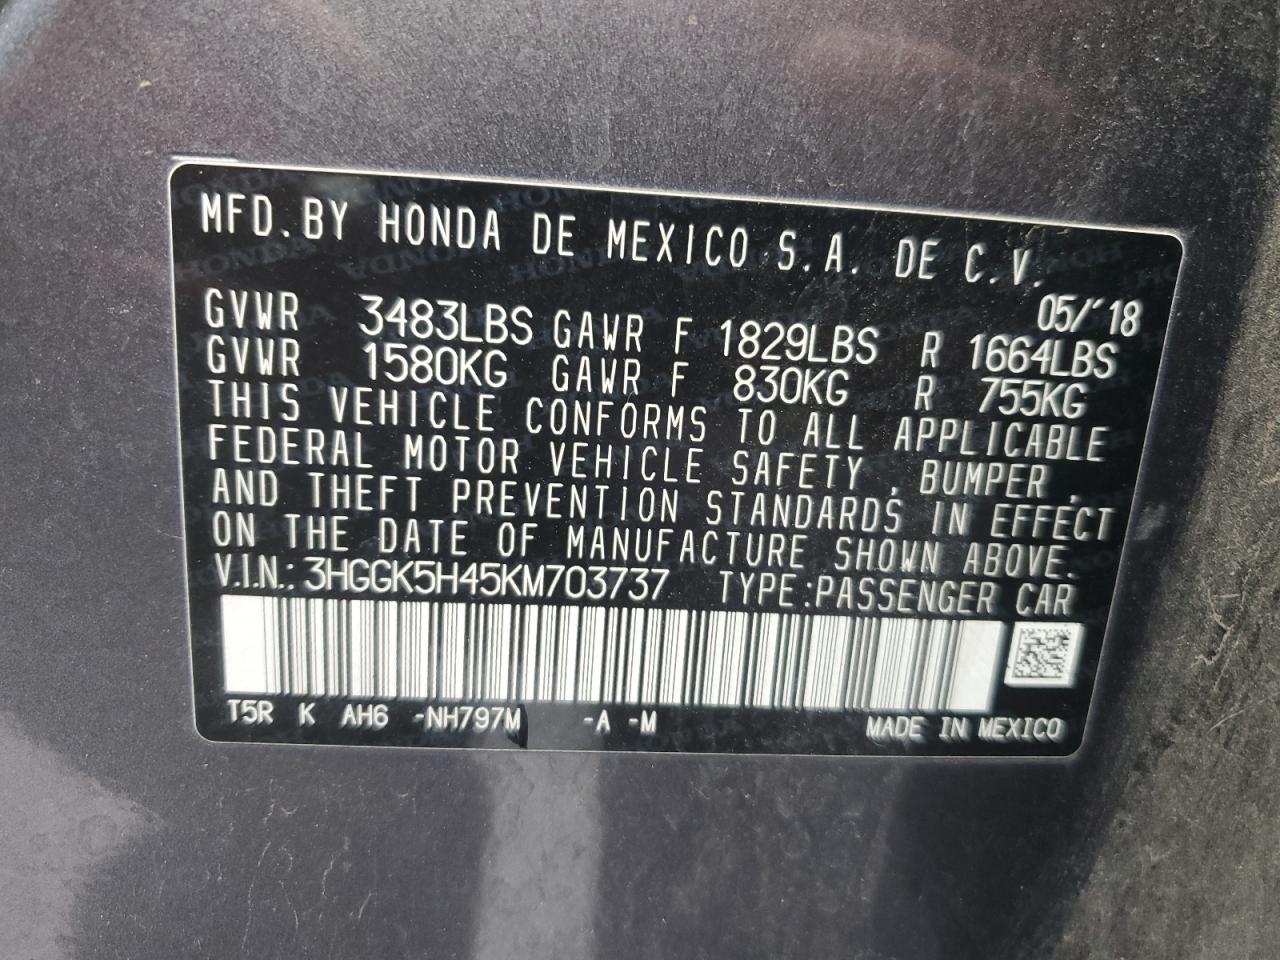 MFD.BY HONDA DE MEXICO S.A. DE C.V.
05/'18
GVWR 3483LBS GAWR F 1829LBS R 1664LBS
GVWR 1580KG GAWR F 830KG R 755KG
THIS VEHICLE CONFORMS TO ALL APPLICABLE
FEDERAL MOTOR VEHICLE SAFETY , BUMPER ,
AND THEFT PREVENTION STANDARDS IN EFFECT
ON THE DATE OF MANUFACTURE SHOWN ABOVE.
V.I.N.: 3HGGK5H45KM703737 TYPE:PASSENGER CAR
T5R K AH6 -NH797M -A -M MADE IN MEXICO